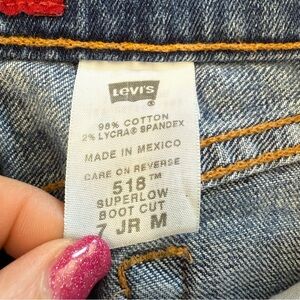 Levi's
®
98% COTTON
2% LYCRA® SPANDEX
MADE IN MEXICO
CARE ON REVERSE
518™
SUPERLOW
BOOT CUT
7 JR M